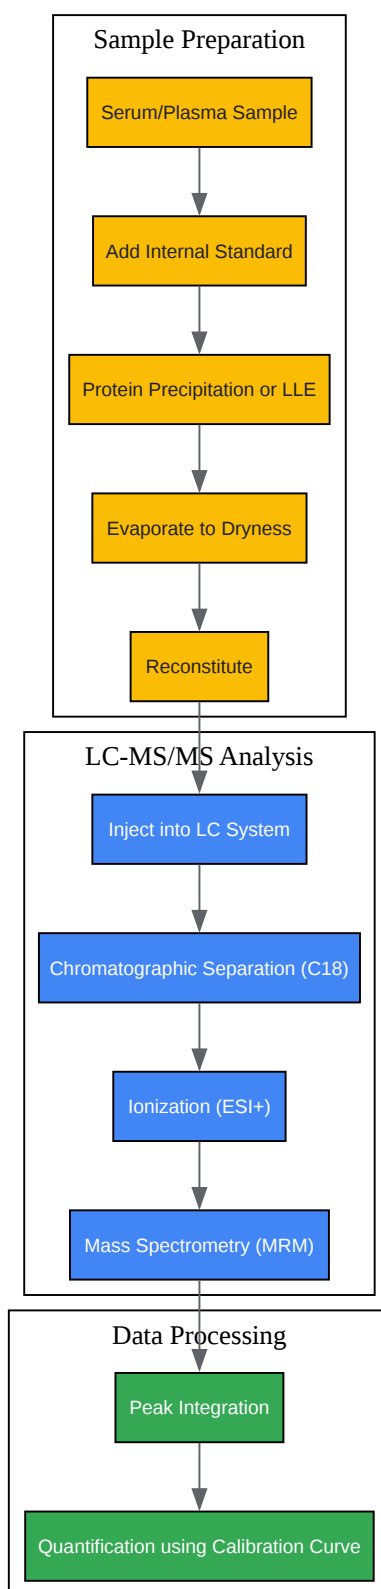 Sample Preparation
Serum/Plasma Sample
Add Internal Standard
Protein Precipitation or LLE
Evaporate to Dryness
Reconstitute
LC-MS/MS Analysis
Inject into LC System
Chromatographic Separation (C18)
Ionization (ESI+)
Mass Spectrometry (MRM)
Data Processing
Peak Integration
Quantification using Calibration Curve